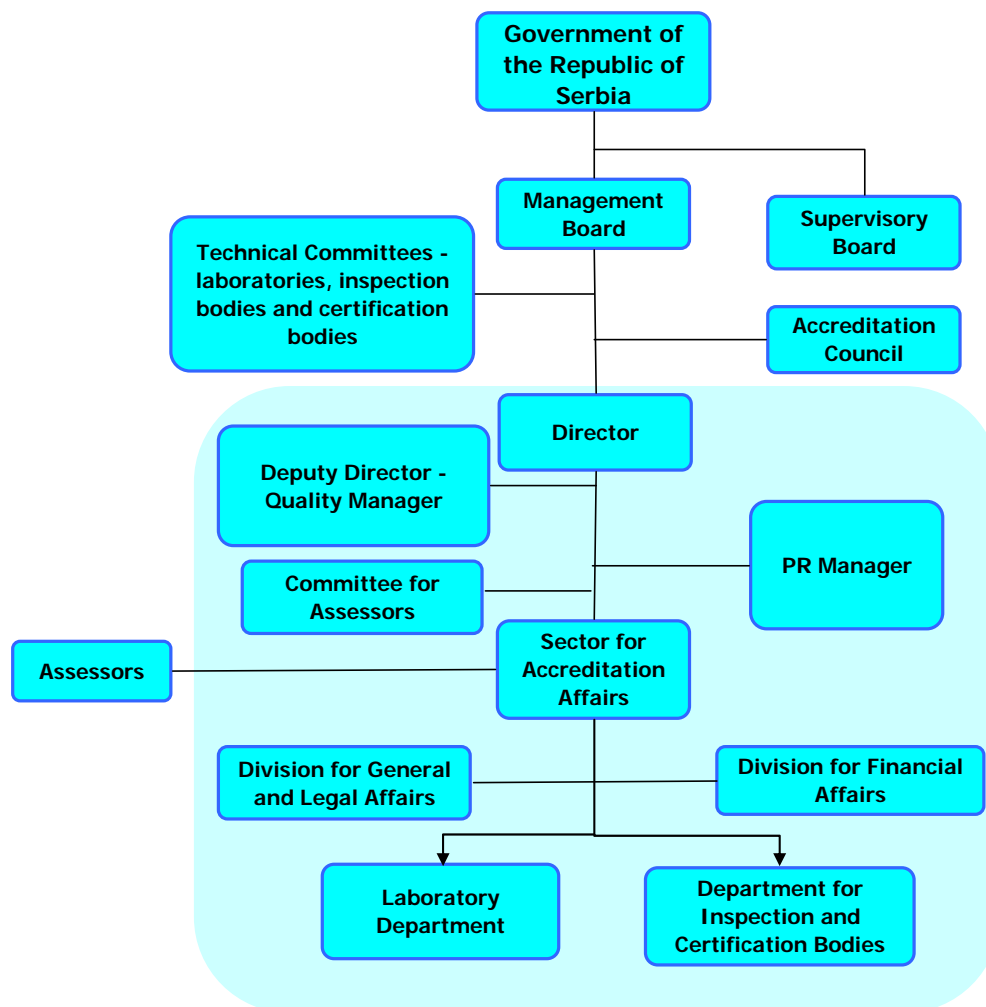 Government of
the Republic of
Serbia
Management
Board
Supervisory
Board
Technical Committees -
laboratories, inspection
bodies and certification
bodies
Accreditation
Council
Director
Deputy Director -
Quality Manager
PR Manager
Committee for
Assessors
Sector for
Accreditation
Affairs
Assessors
Division for General
and Legal Affairs
Division for Financial
Affairs
Laboratory
Department
Department for
Inspection and
Certification Bodies